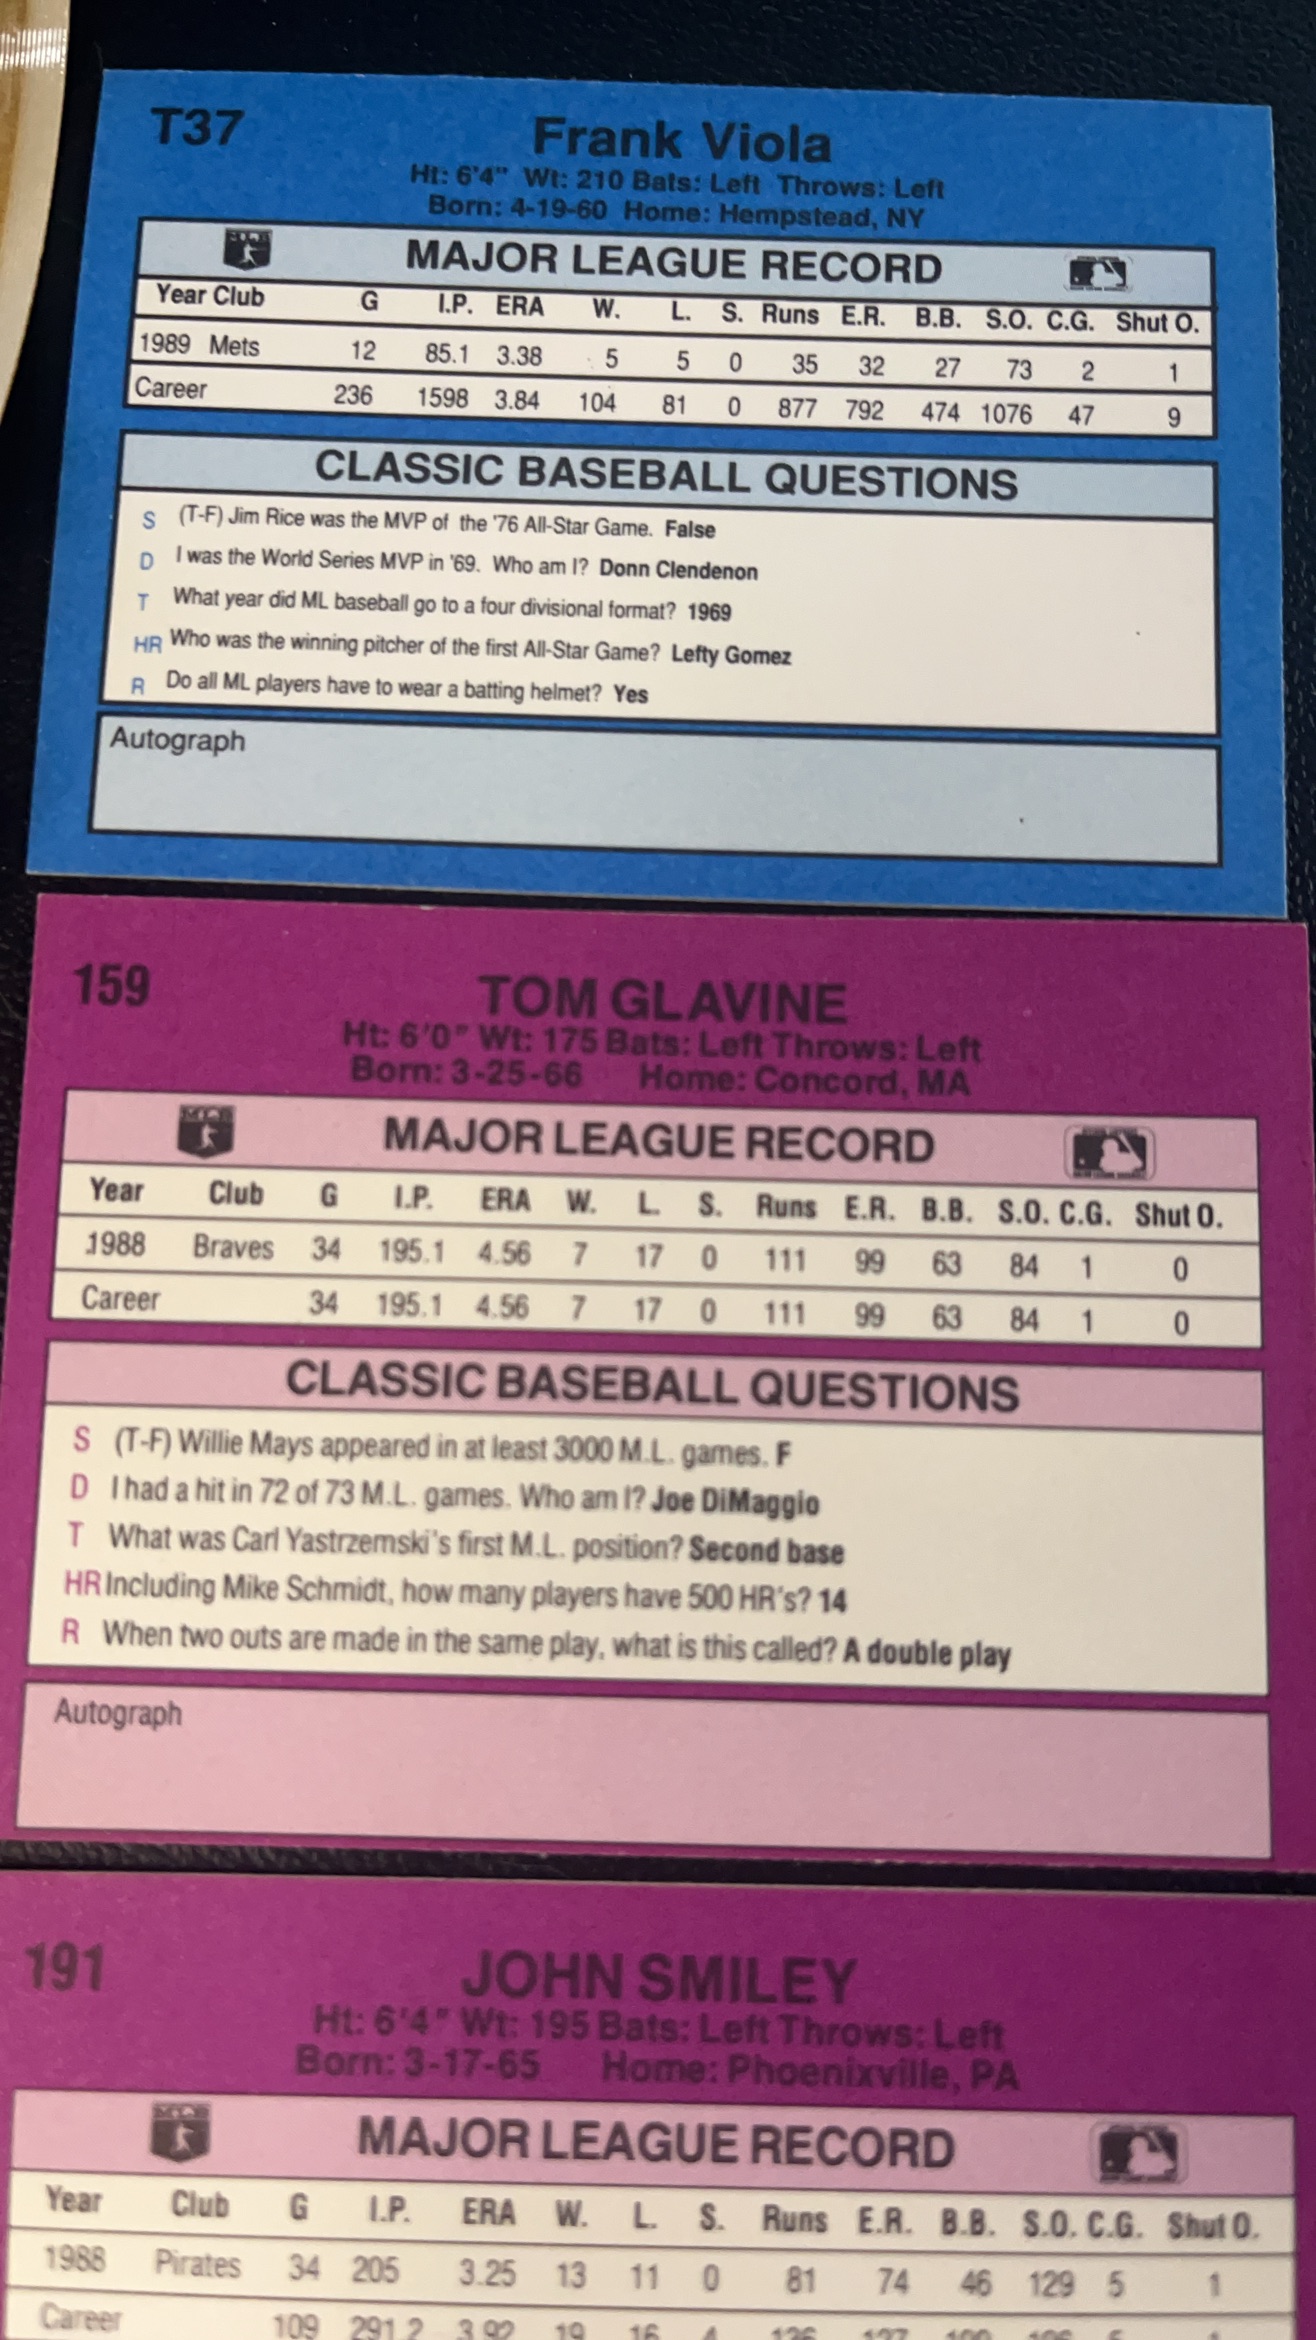 T37
Frank Viola
Ht: 6'4" Wt: 210 Bats: Left Throws: Left
Born: 4-19-60 Home: Hempstead, NY
MAJOR LEAGUE RECORD
Year Club G I.P. ERA W. L. S. Runs E.R. B.B. S.O. C.G. Shut O.
1989 Mets 12 85.1 3.38 5 5 0 35 32 27 73 2 1
Career 236 1598 3.84 104 81 0 877 792 474 1076 47 9
CLASSIC BASEBALL QUESTIONS
S (T-F) Jim Rice was the MVP of the '76 All-Star Game. False
D I was the World Series MVP in '69. Who am I? Donn Clendenon
T What year did ML baseball go to a four divisional format? 1969
HR Who was the winning pitcher of the first All-Star Game? Lefty Gomez
R Do all ML players have to wear a batting helmet? Yes
Autograph
159
TOM GLAVINE
Ht: 6'0" Wt: 175 Bats: Left Throws: Left
Born: 3-25-66 Home: Concord, MA
MAJOR LEAGUE RECORD
Year Club G I.P. ERA W. L. S. Runs E.R. B.B. S.O. C.G. Shut O.
1988 Braves 34 195.1 4.56 7 17 0 111 99 63 84 1 0
Career 34 195.1 4.56 7 17 0 111 99 63 84 1 0
CLASSIC BASEBALL QUESTIONS
S (T-F) Willie Mays appeared in at least 3000 M.L. games. F
D I had a hit in 72 of 73 M.L. games. Who am I? Joe DiMaggio
T What was Carl Yastrzemski's first M.L. position? Second base
HR Including Mike Schmidt, how many players have 500 HR's? 14
R When two outs are made in the same play, what is this called? A double play
Autograph
191
JOHN SMILEY
Ht: 6'4" Wt: 195 Bats: Left Throws: Left
Born: 3-17-65 Home: Phoenixville, PA
MAJOR LEAGUE RECORD
Year Club G I.P. ERA W. L. S. Runs E.R. B.B. S.O. C.G. Shut O.
1988 Pirates 34 205 3.25 13 11 0 81 74 46 129 5 1
Career 109 291.2 3.92 19 16 4